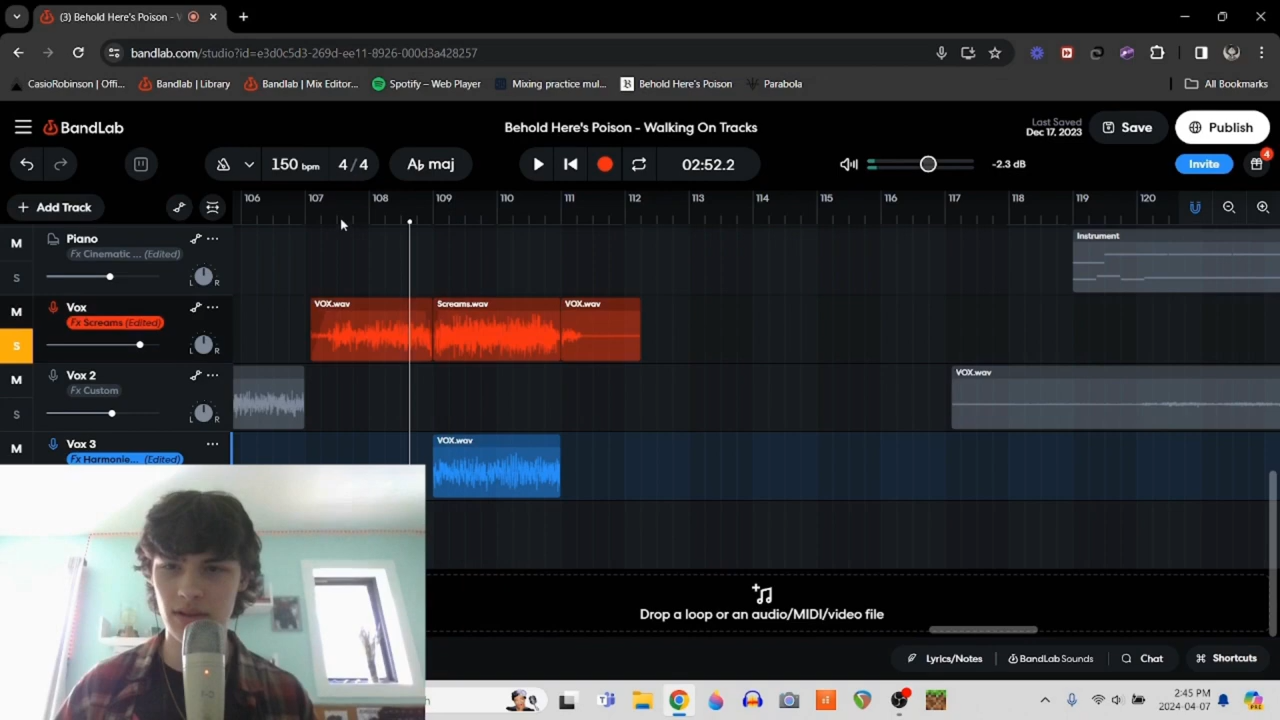 (3) Behold Here's Poison - W
bandlab.com/studio?id=e3d0c5d3-269d-ee11-8926-000d3a428257
CasioRobinson | Offi...
Bandlab | Library
Bandlab | Mix Editor...
Spotify – Web Player
Mixing practice mul...
Behold Here's Poison
Parabola
All Bookmarks
BandLab
Behold Here's Poison - Walking On Tracks
Last Saved
Dec 17, 2023
Save
Publish
150 bpm
4/4
A♭ maj
02:52.2
-2.3 dB
Invite
4
Add Track
106 107 108 109 110 111 112 113 114 115 116 117 118 119 120
M
Piano
Fx Cinematic ... (Edited)
S
L R
Instrument
M
Vox
Fx Screams (Edited)
S
L R
VOX.wav
Screams.wav
VOX.wav
M
Vox 2
Fx Custom
S
L R
VOX.wav
M
Vox 3
Fx Harmonie... (Edited)
VOX.wav
Drop a loop or an audio/MIDI/video file
Lyrics/Notes
BandLab Sounds
Chat
Shortcuts
2:45 PM
2024-04-07